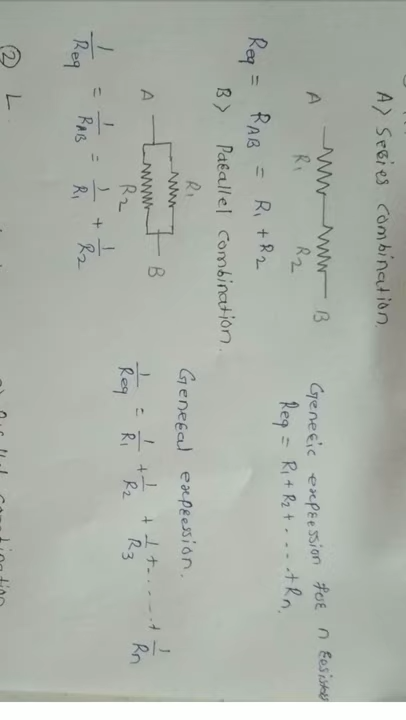 A> Series combination.
A R1 R2 B
Generic expression for n resistors
Req = R1 + R2 + .... + Rn.
Req = RAB = R1 + R2
B> Parallel combination.
General expression.
R1
A B
R2
1/Req = 1/R1 + 1/R2 + 1/R3 + ..... + 1/Rn
1/Req = 1/RAB = 1/R1 + 1/R2
② L